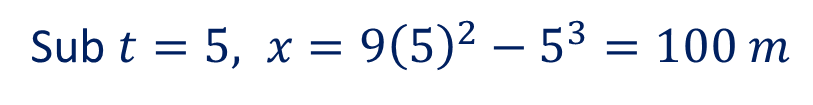 Sub t = 5, x = 9(5)² − 5³ = 100 m